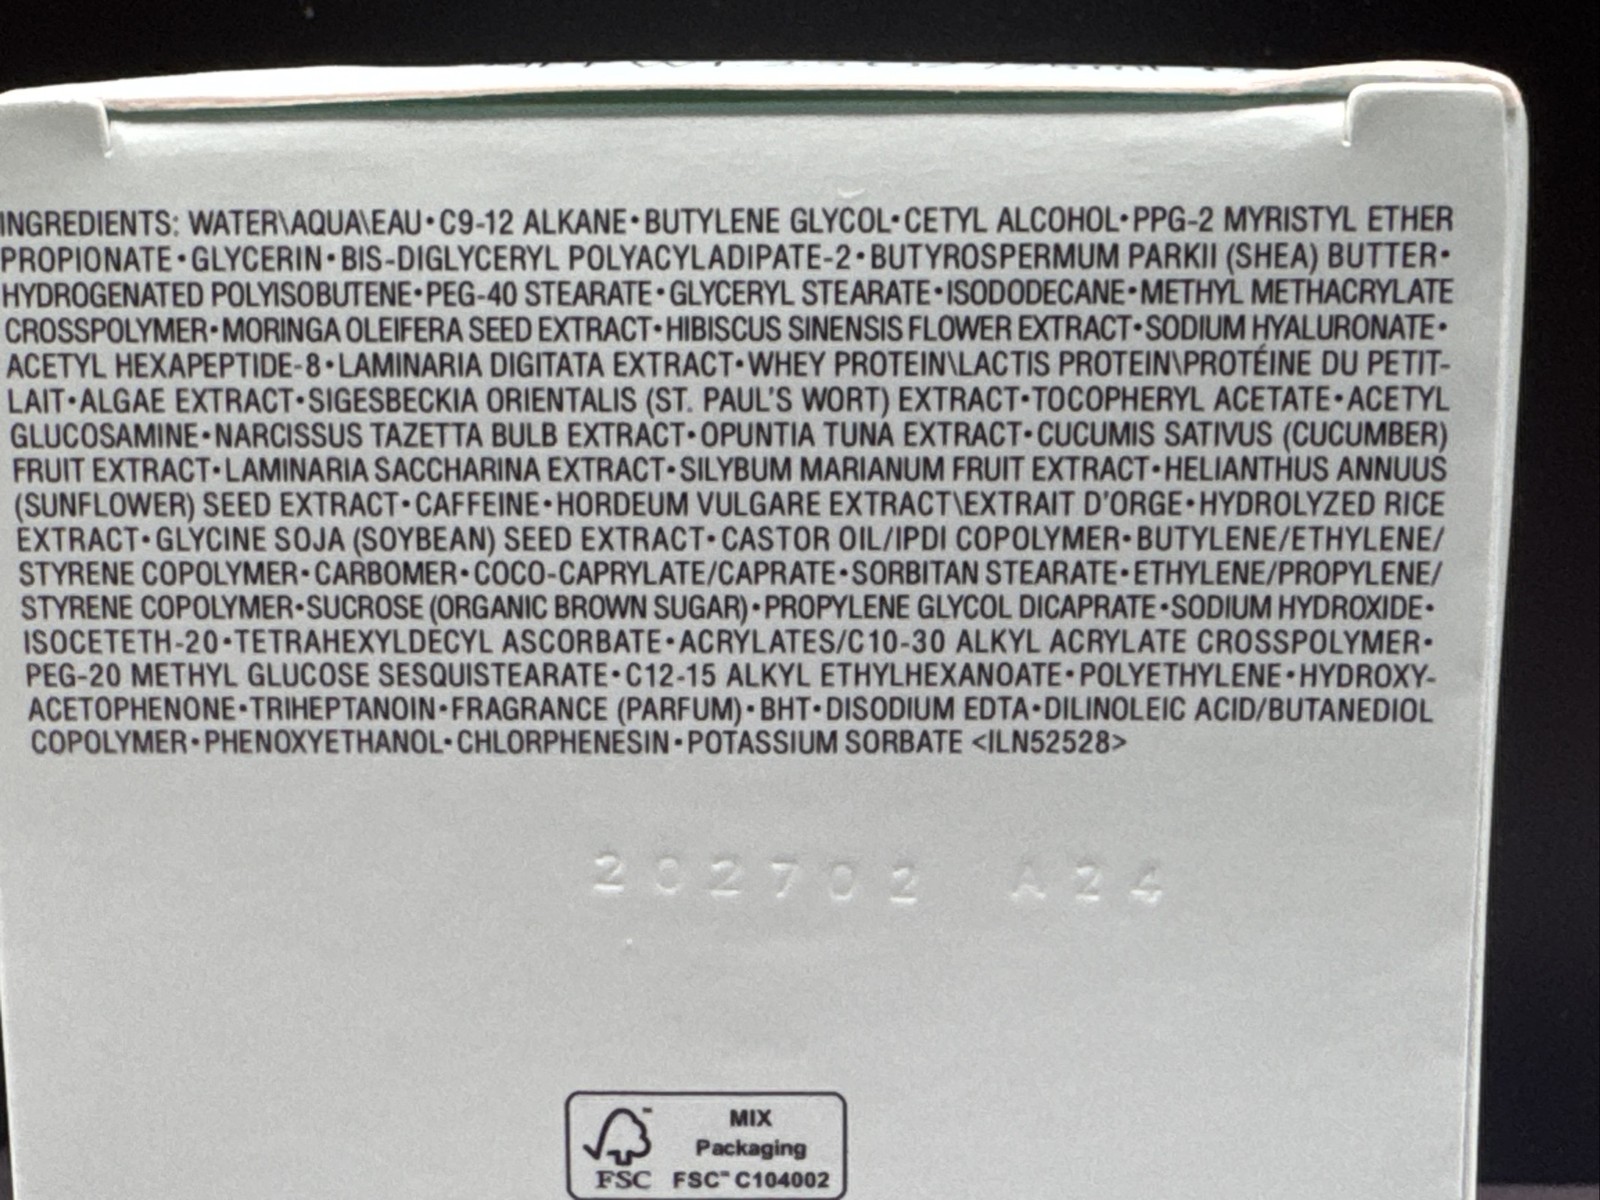 INGREDIENTS: WATER\AQUA\EAU•C9-12 ALKANE•BUTYLENE GLYCOL•CETYL ALCOHOL•PPG-2 MYRISTYL ETHER
PROPIONATE•GLYCERIN•BIS-DIGLYCERYL POLYACYLADIPATE-2•BUTYROSPERMUM PARKII (SHEA) BUTTER•
HYDROGENATED POLYISOBUTENE•PEG-40 STEARATE•GLYCERYL STEARATE•ISODODECANE•METHYL METHACRYLATE
CROSSPOLYMER•MORINGA OLEIFERA SEED EXTRACT•HIBISCUS SINENSIS FLOWER EXTRACT•SODIUM HYALURONATE•
ACETYL HEXAPEPTIDE-8•LAMINARIA DIGITATA EXTRACT•WHEY PROTEIN\LACTIS PROTEIN\PROTÉINE DU PETIT-
LAIT•ALGAE EXTRACT•SIGESBECKIA ORIENTALIS (ST. PAUL'S WORT) EXTRACT•TOCOPHERYL ACETATE•ACETYL
GLUCOSAMINE•NARCISSUS TAZETTA BULB EXTRACT•OPUNTIA TUNA EXTRACT•CUCUMIS SATIVUS (CUCUMBER)
FRUIT EXTRACT•LAMINARIA SACCHARINA EXTRACT•SILYBUM MARIANUM FRUIT EXTRACT•HELIANTHUS ANNUUS
(SUNFLOWER) SEED EXTRACT•CAFFEINE•HORDEUM VULGARE EXTRACT\EXTRAIT D'ORGE•HYDROLYZED RICE
EXTRACT•GLYCINE SOJA (SOYBEAN) SEED EXTRACT•CASTOR OIL/IPDI COPOLYMER•BUTYLENE/ETHYLENE/
STYRENE COPOLYMER•CARBOMER•COCO-CAPRYLATE/CAPRATE•SORBITAN STEARATE•ETHYLENE/PROPYLENE/
STYRENE COPOLYMER•SUCROSE (ORGANIC BROWN SUGAR)•PROPYLENE GLYCOL DICAPRATE•SODIUM HYDROXIDE•
ISOCETETH-20•TETRAHEXYLDECYL ASCORBATE•ACRYLATES/C10-30 ALKYL ACRYLATE CROSSPOLYMER•
PEG-20 METHYL GLUCOSE SESQUISTEARATE•C12-15 ALKYL ETHYLHEXANOATE•POLYETHYLENE•HYDROXY-
ACETOPHENONE•TRIHEPTANOIN•FRAGRANCE (PARFUM)•BHT•DISODIUM EDTA•DILINOLEIC ACID/BUTANEDIOL
COPOLYMER•PHENOXYETHANOL•CHLORPHENESIN•POTASSIUM SORBATE <ILN52528>
202702 A24
MIX
Packaging
FSC FSC™ C104002